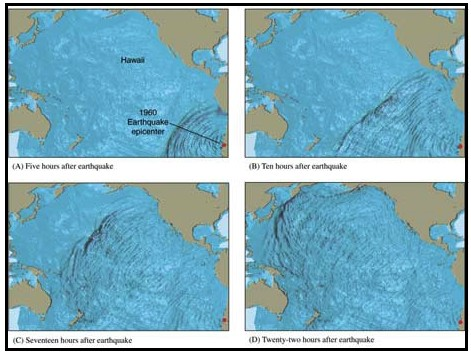 Hawaii
1960
Earthquake
epicenter
(A) Five hours after earthquake
(B) Ten hours after earthquake
(C) Seventeen hours after earthquake
(D) Twenty-two hours after earthquake